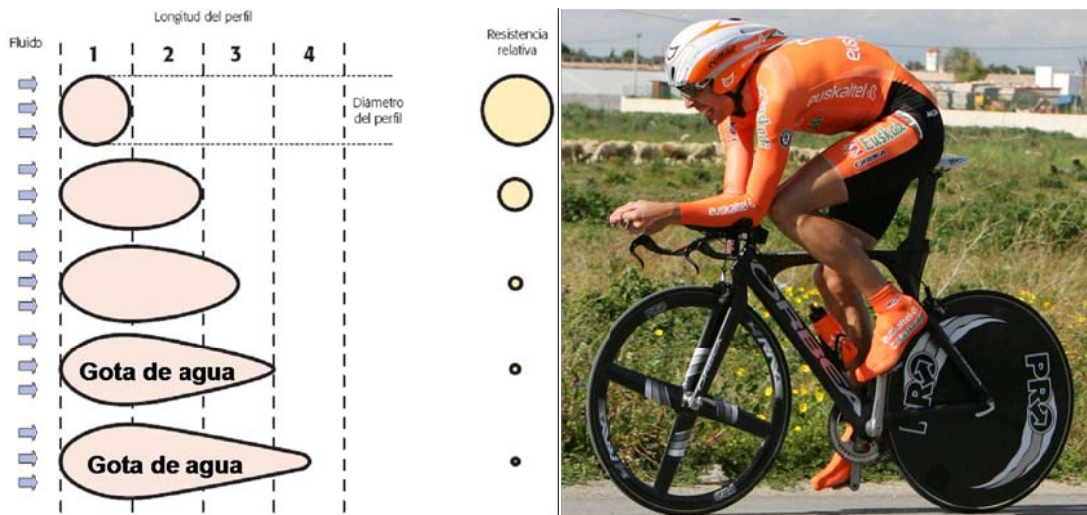 Longitud del perfil
Fluido
1 2 3 4
Resistencia
relativa
Diámetro
del perfil
Gota de agua
Gota de agua
euskaltel
Euskadi
euskaltel
ORBEA
PRO
PRO